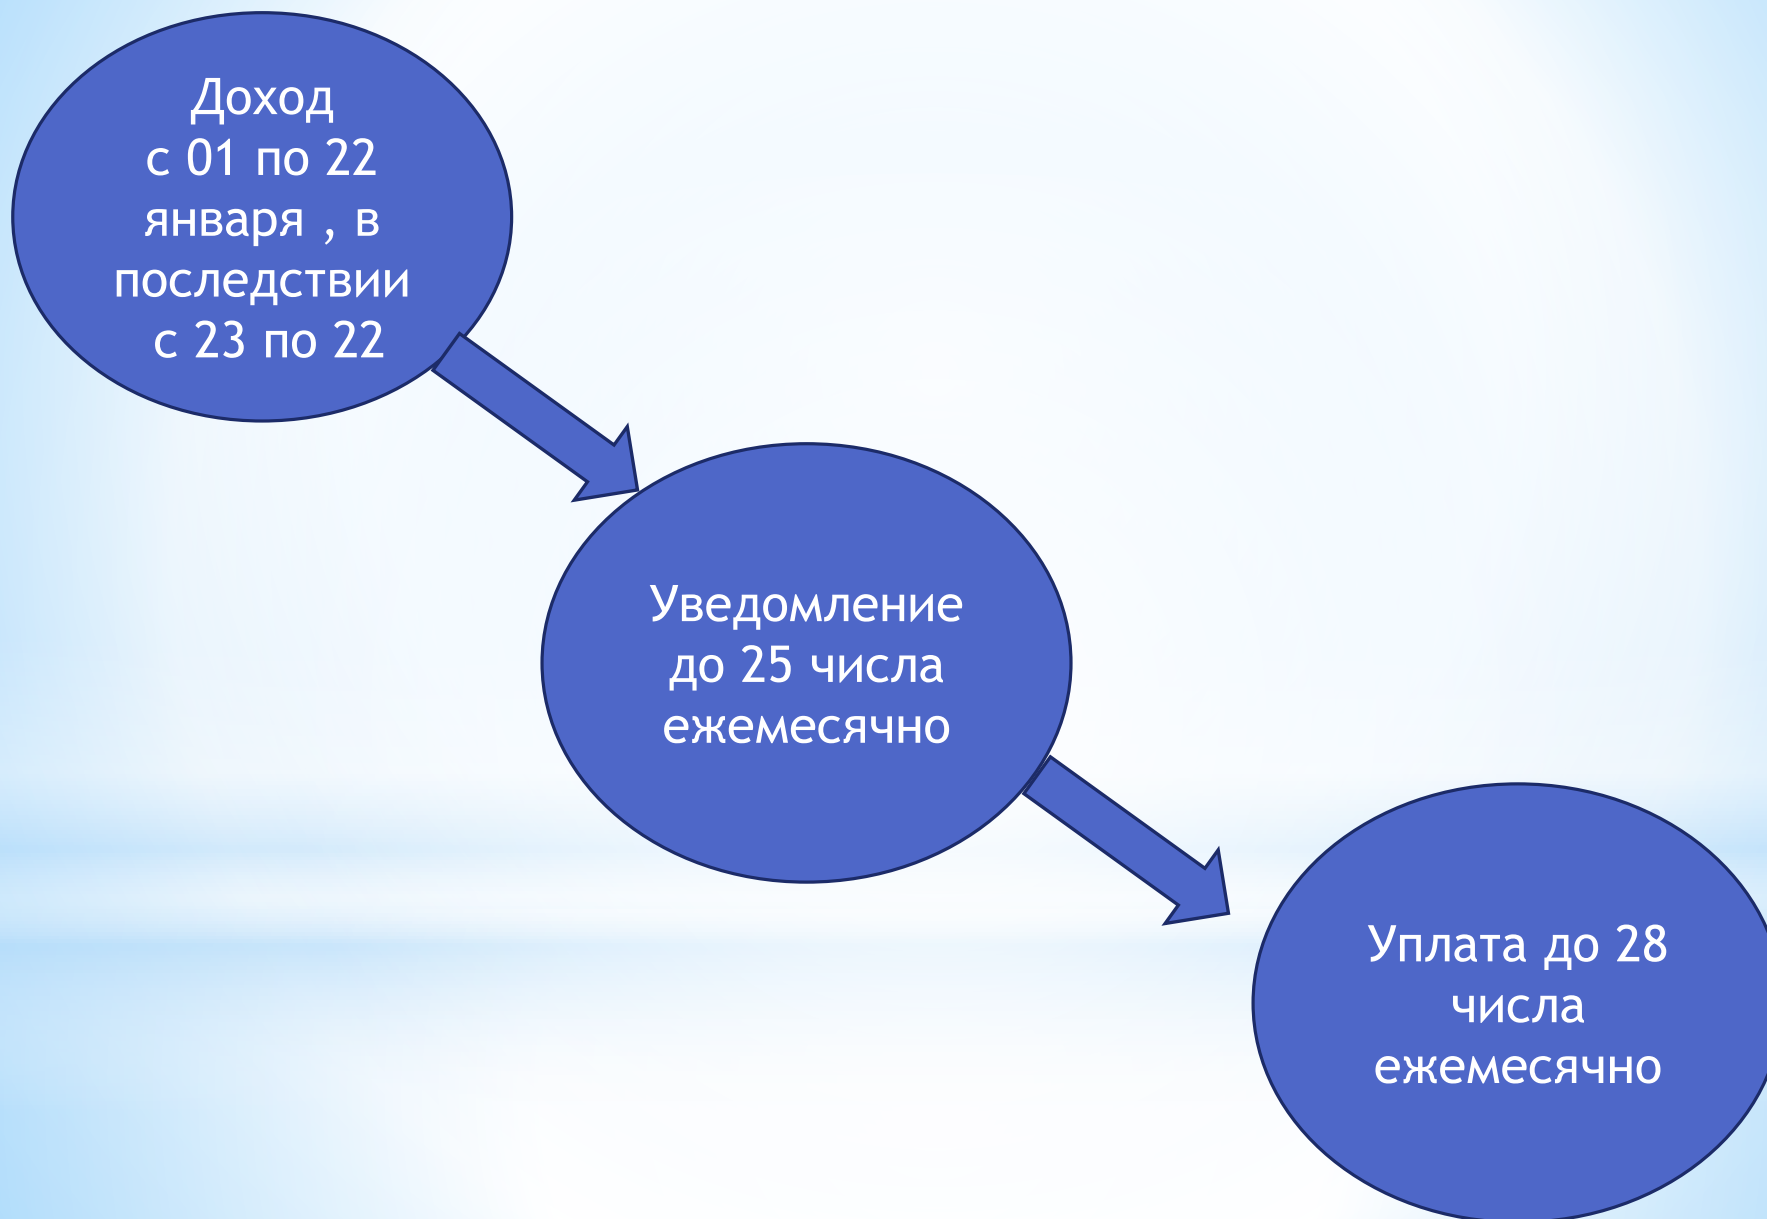 Доход
с 01 по 22
января , в
последствии
с 23 по 22
Уведомление
до 25 числа
ежемесячно
Уплата до 28
числа
ежемесячно